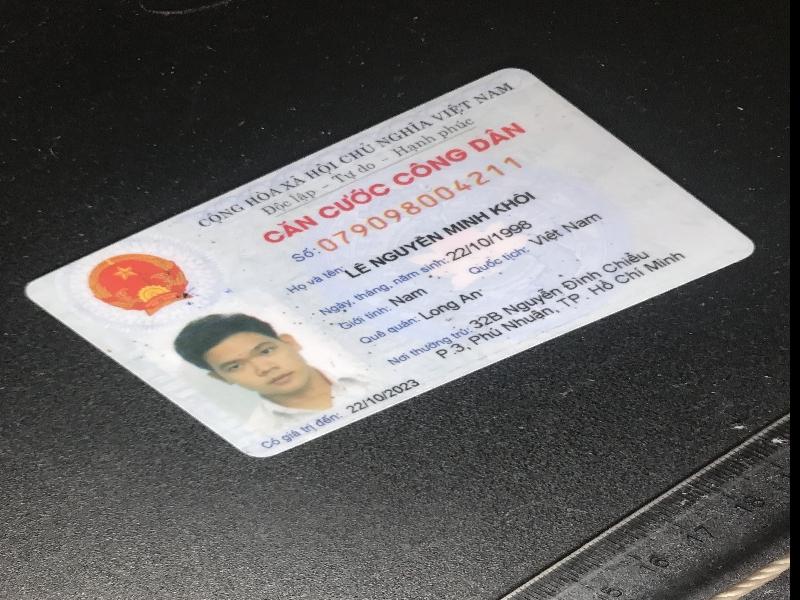 CỘNG HÒA XÃ HỘI CHỦ NGHĨA VIỆT NAM
Độc lập - Tự do - Hạnh phúc
CĂN CƯỚC CÔNG DÂN
Số: 079098004211
Họ và tên: LÊ NGUYÊN MINH KHÔI
Ngày, tháng, năm sinh: 22/10/1998
Giới tính: Nam Quốc tịch: Việt Nam
Quê quán: Long An
Nơi thường trú: 32B Nguyễn Đình Chiểu
P.3, Phú Nhuận, TP. Hồ Chí Minh
Có giá trị đến: 22/10/2023
15 16 17 18